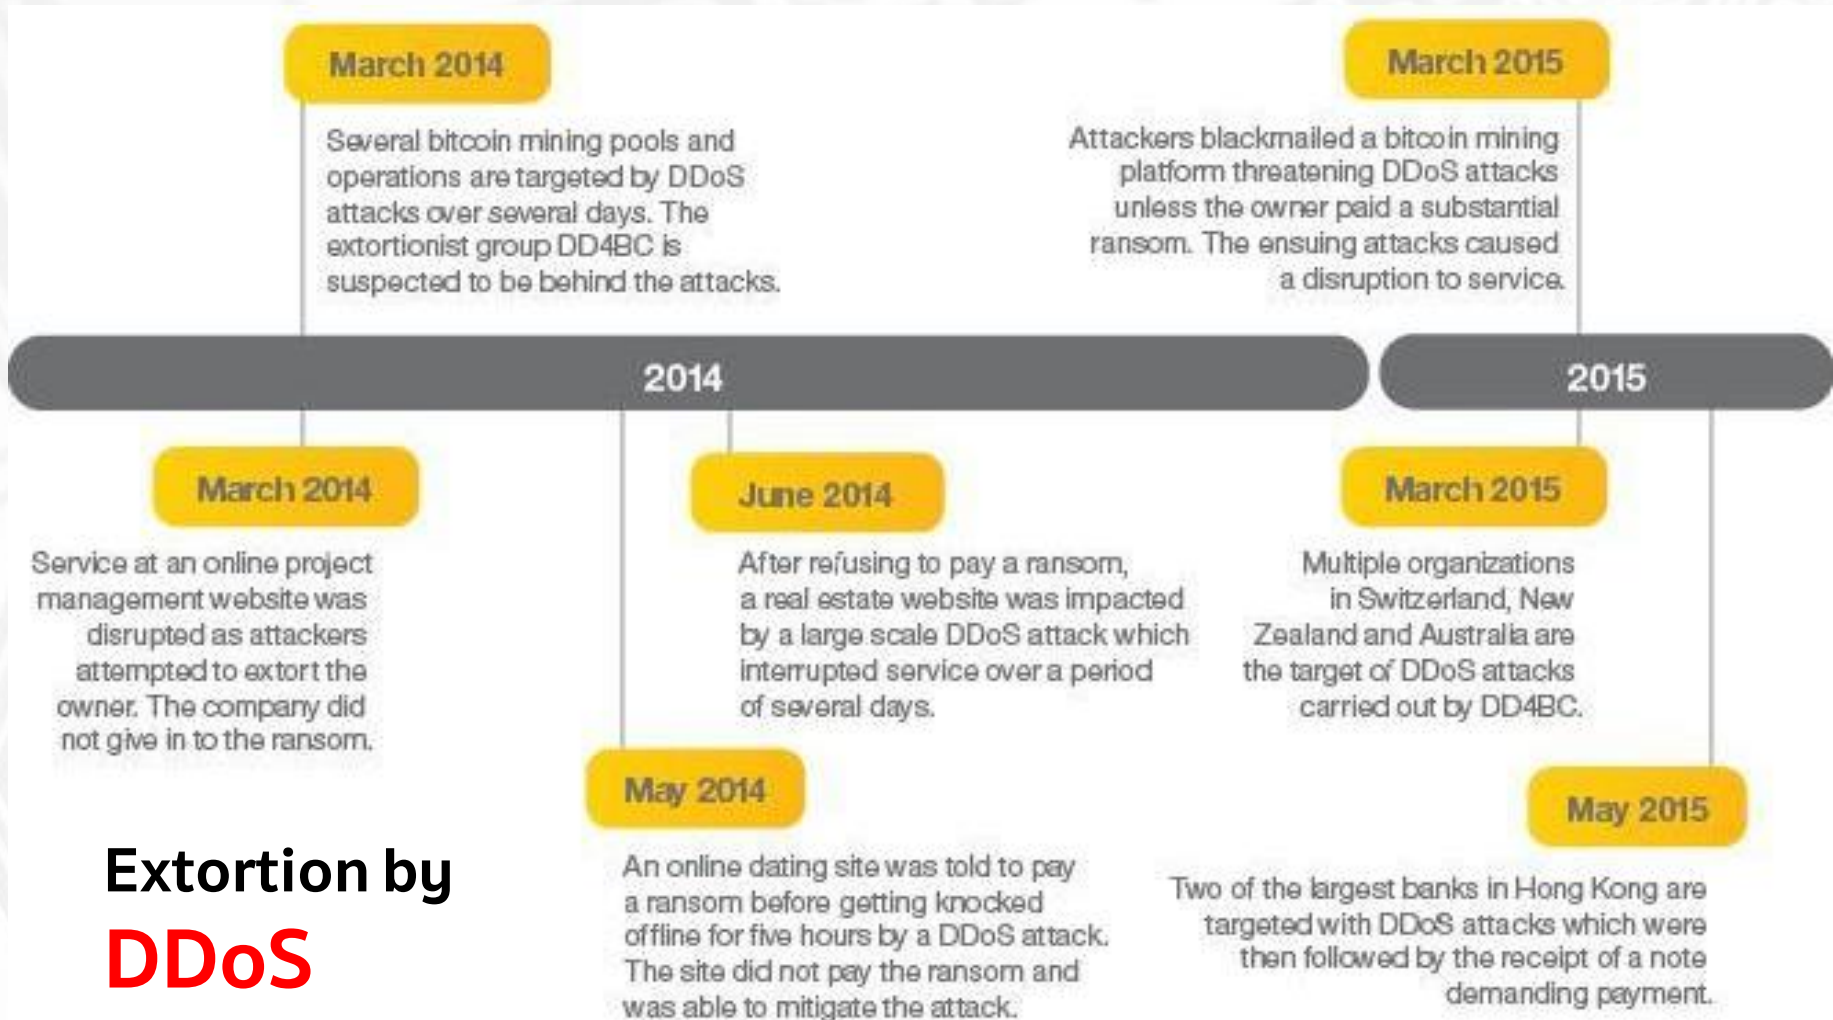 March 2014
Several bitcoin mining pools and
operations are targeted by DDoS
attacks over several days. The
extortionist group DD4BC is
suspected to be behind the attacks.
March 2015
Attackers blackmailed a bitcoin mining
platform threatening DDoS attacks
unless the owner paid a substantial
ransom. The ensuing attacks caused
a disruption to service.
2014
2015
March 2014
Service at an online project
management website was
disrupted as attackers
attempted to extort the
owner. The company did
not give in to the ransom.
June 2014
After refusing to pay a ransom,
a real estate website was impacted
by a large scale DDoS attack which
interrupted service over a period
of several days.
March 2015
Multiple organizations
in Switzerland, New
Zealand and Australia are
the target of DDoS attacks
carried out by DD4BC.
May 2014
An online dating site was told to pay
a ransom before getting knocked
offline for five hours by a DDoS attack.
The site did not pay the ransom and
was able to mitigate the attack.
May 2015
Two of the largest banks in Hong Kong are
targeted with DDoS attacks which were
then followed by the receipt of a note
demanding payment.
Extortion by
DDoS